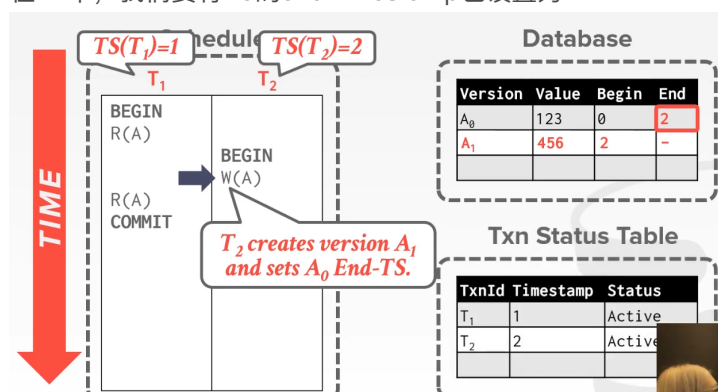 Schedule
TS(T1)=1
TS(T2)=2
T1
T2
BEGIN
R(A)
BEGIN
W(A)
R(A)
COMMIT
T2 creates version A1
and sets A0 End-TS.
TIME
Database
Version Value Begin End
A0 123 0 2
A1 456 2 –
Txn Status Table
TxnId Timestamp Status
T1 1 Active
T2 2 Active